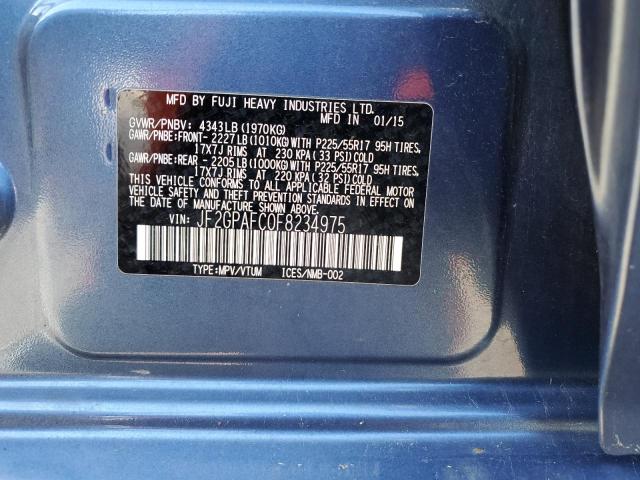 MFD BY FUJI HEAVY INDUSTRIES LTD.
MFD IN 01/15
GVWR/PNBV: 4343LB(1970KG)
GAWR/PNBE:FRONT- 2227LB(1010KG)WITH P225/55R17 95H TIRES.
17X7J RIMS AT 230 KPA(33 PSI)COLD
GAWR/PNBE:REAR - 2205LB(1000KG)WITH P225/55R17 95H TIRES.
17X7J RIMS AT 220 KPA(32 PSI)COLD
THIS VEHICLE CONFORMS TO ALL APPLICABLE FEDERAL MOTOR
VEHICLE SAFETY AND BUMPER STANDARDS IN EFFECT ON
THE DATE OF MANUFACTURE SHOWN ABOVE.
VIN: JF2GPAFC0F8234975
TYPE:MPV/VTUM ICES/NMB-002